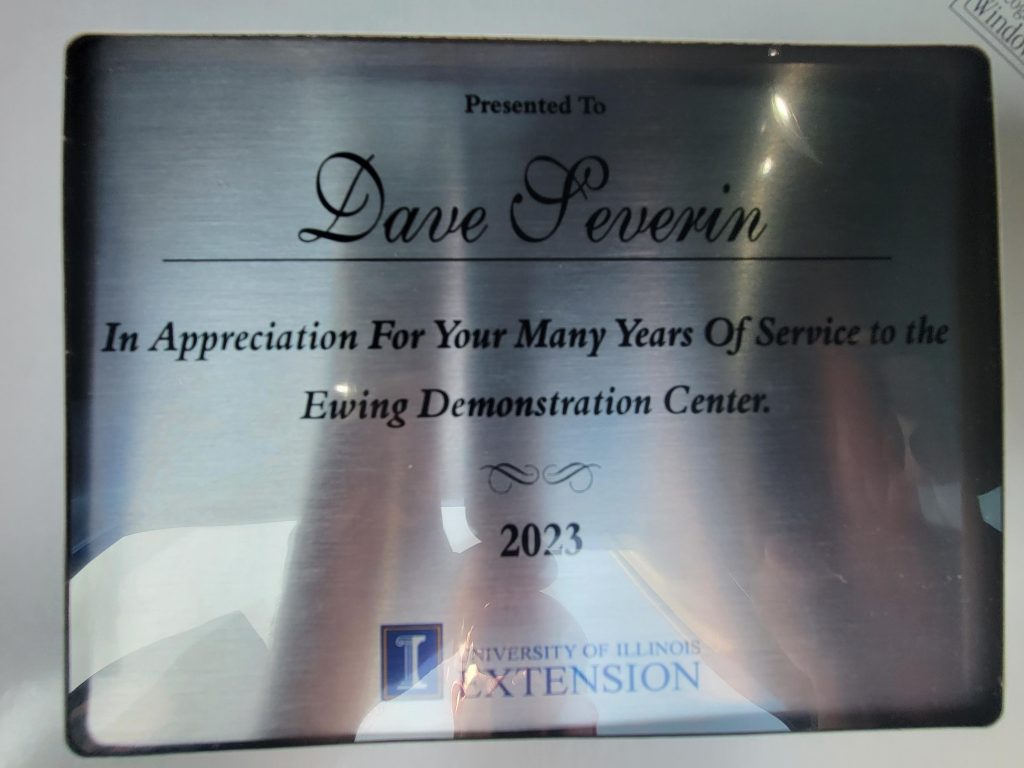 Windo
Presented To
Dave Severin
In Appreciation For Your Many Years Of Service to the
Ewing Demonstration Center.
2023
I
UNIVERSITY OF ILLINOIS
EXTENSION